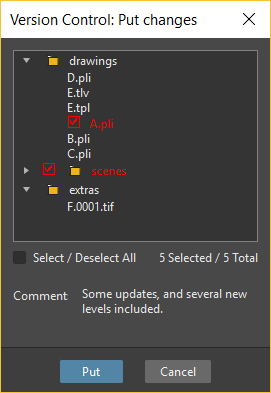 Version Control: Put changes
drawings
D.pli
E.tlv
E.tpl
A.pli
B.pli
C.pli
scenes
extras
F.0001.tif
Select / Deselect All 5 Selected / 5 Total
Comment Some updates, and several new
levels included.
Put Cancel